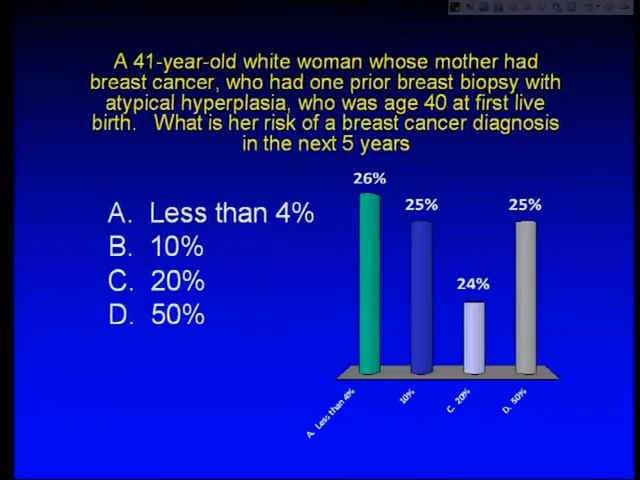 A 41-year-old white woman whose mother had
breast cancer, who had one prior breast biopsy with
atypical hyperplasia, who was age 40 at first live
birth. What is her risk of a breast cancer diagnosis
in the next 5 years
A. Less than 4%
B. 10%
C. 20%
D. 50%
26%
25%
24%
25%
A. Less than 4%
10%
C. 20%
D. 50%